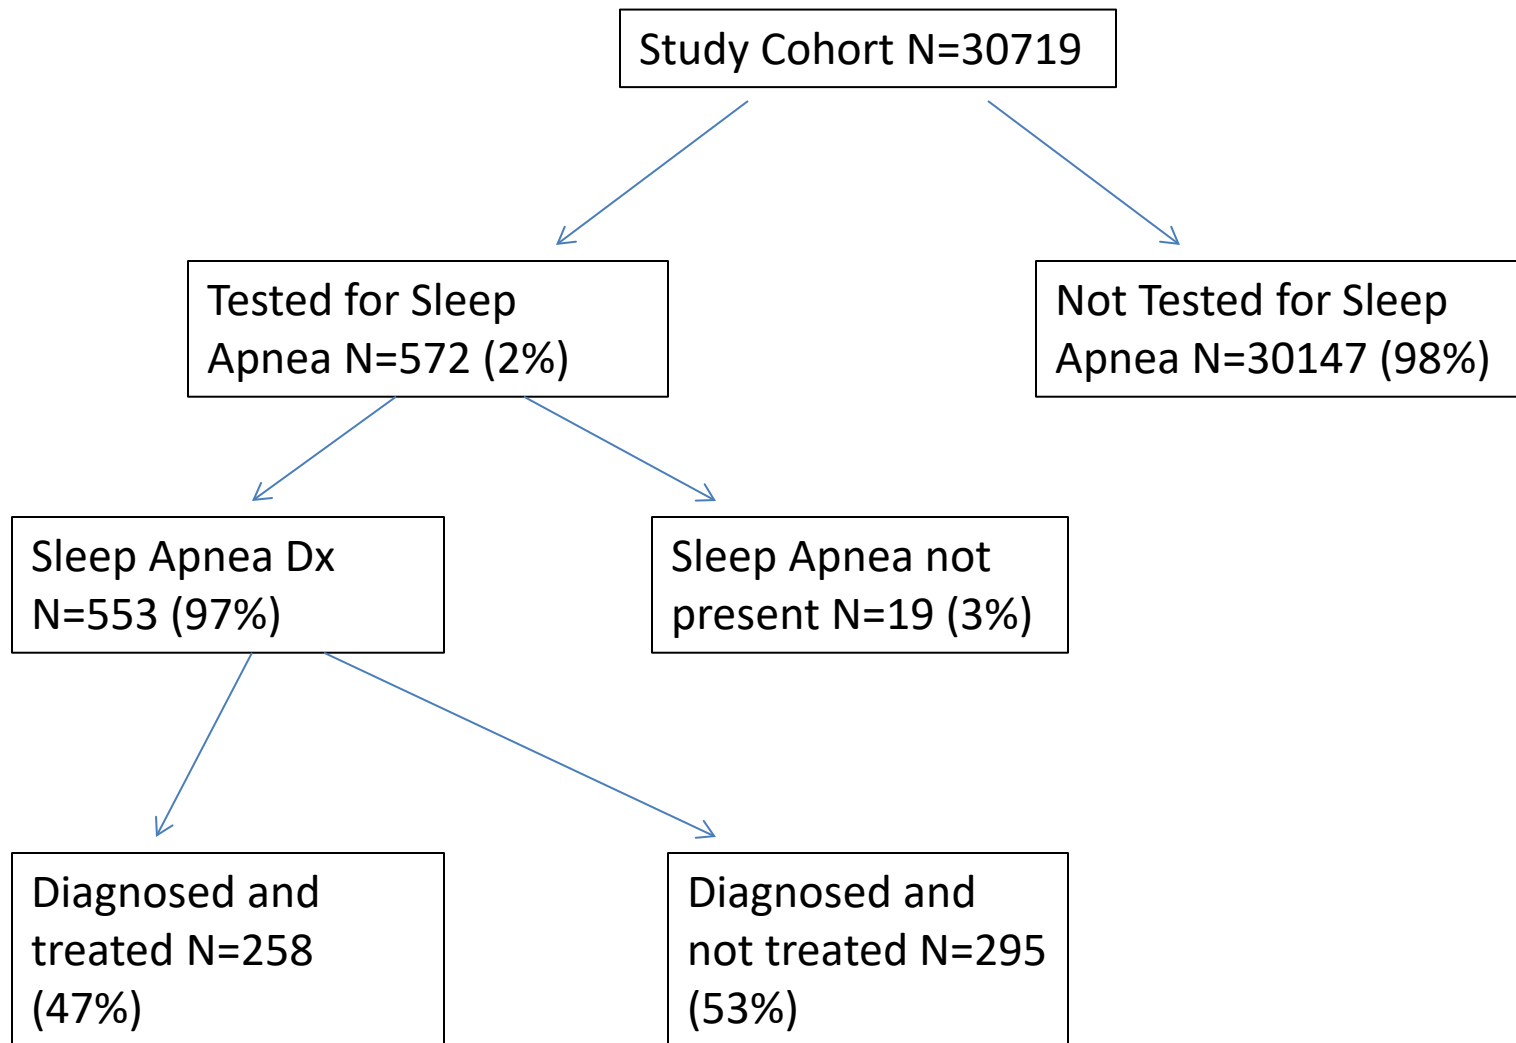 Study Cohort N=30719
Tested for Sleep
Apnea N=572 (2%)
Not Tested for Sleep
Apnea N=30147 (98%)
Sleep Apnea Dx
N=553 (97%)
Sleep Apnea not
present N=19 (3%)
Diagnosed and
treated N=258
(47%)
Diagnosed and
not treated N=295
(53%)